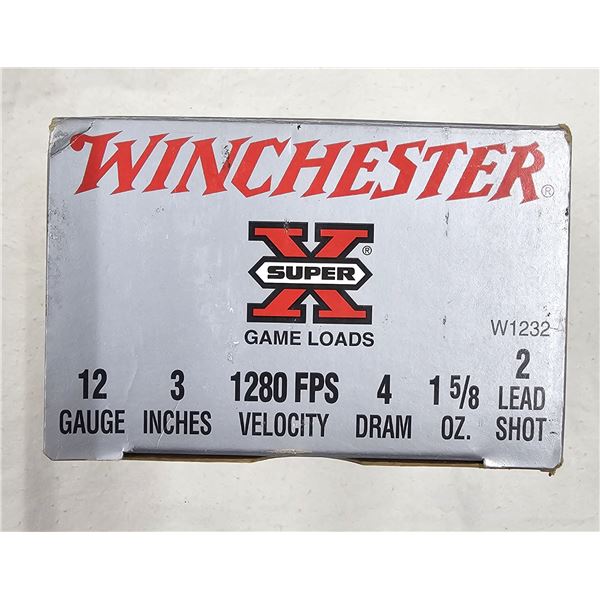 WINCHESTER®
SUPER X®
GAME LOADS
W1232
12 GAUGE
3 INCHES
1280 FPS VELOCITY
4 DRAM
1 5/8 OZ.
2 LEAD SHOT